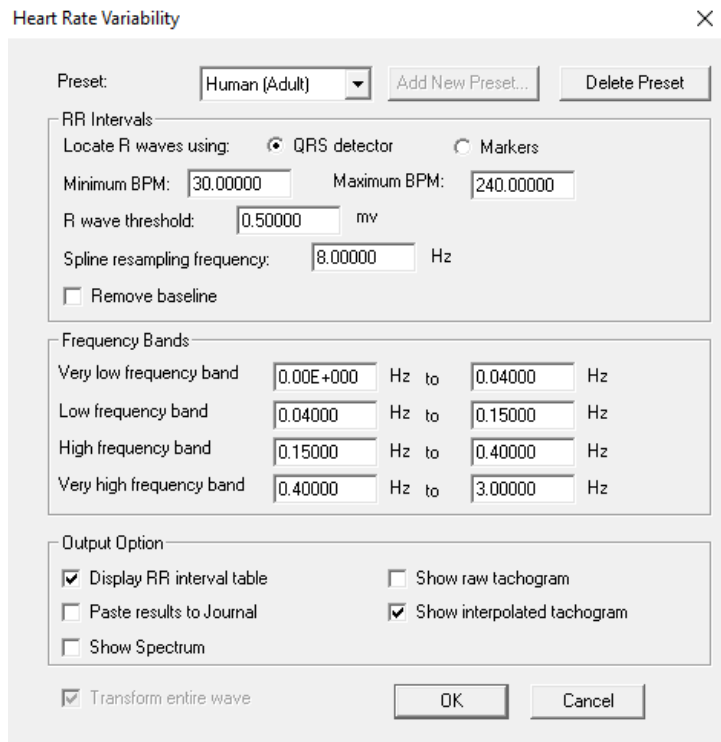 Heart Rate Variability
Preset: Human (Adult) Add New Preset... Delete Preset
RR Intervals
Locate R waves using: QRS detector Markers
Minimum BPM: 30.00000 Maximum BPM: 240.00000
R wave threshold: 0.50000 mv
Spline resampling frequency: 8.00000 Hz
Remove baseline
Frequency Bands
Very low frequency band 0.00E+000 Hz to 0.04000 Hz
Low frequency band 0.04000 Hz to 0.15000 Hz
High frequency band 0.15000 Hz to 0.40000 Hz
Very high frequency band 0.40000 Hz to 3.00000 Hz
Output Option
Display RR interval table Show raw tachogram
Paste results to Journal Show interpolated tachogram
Show Spectrum
Transform entire wave OK Cancel